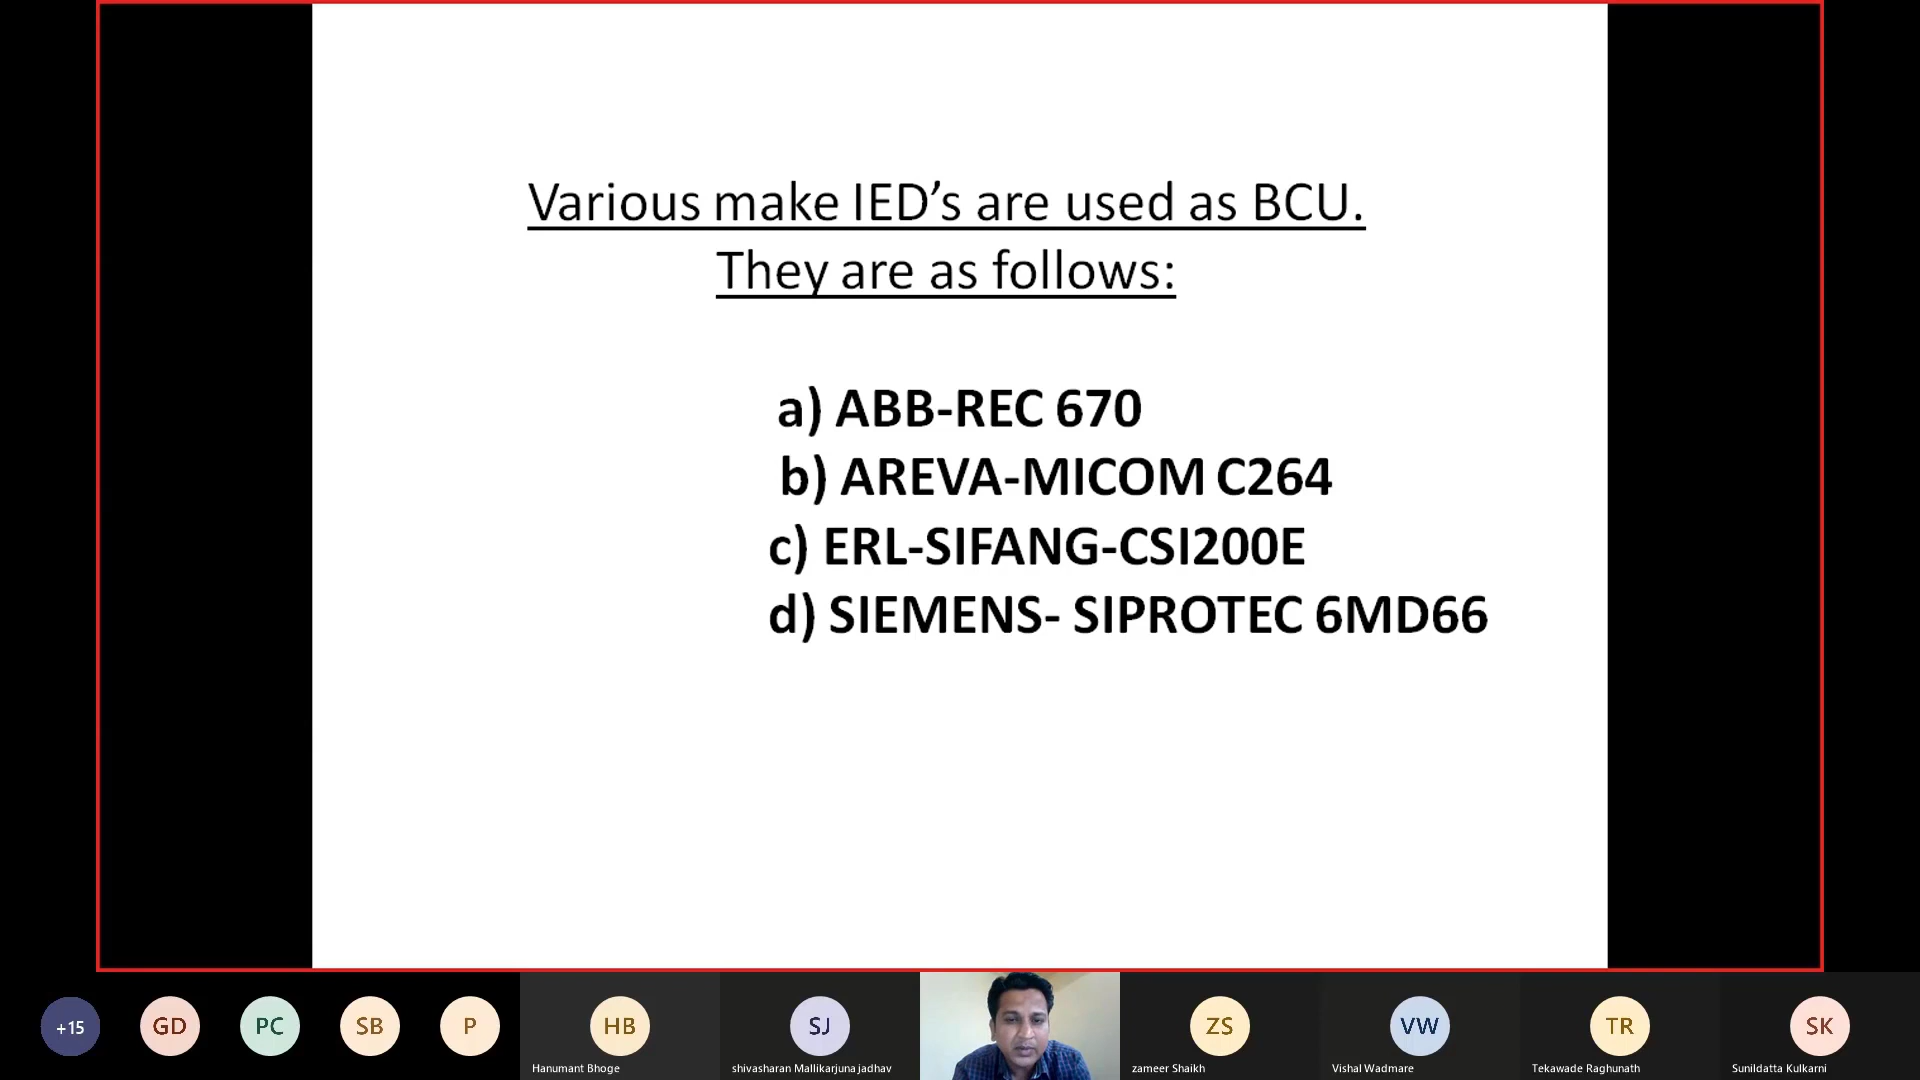 Various make IED’s are used as BCU.
They are as follows:
a) ABB-REC 670
b) AREVA-MICOM C264
c) ERL-SIFANG-CSI200E
d) SIEMENS- SIPROTEC 6MD66
+15
GD
PC
SB
P
HB
SJ
ZS
VW
TR
SK
Hanumant Bhoge
shivasharan Mallikarjuna jadhav
zameer Shaikh
Vishal Wadmare
Tekawade Raghunath
Sunildatta Kulkarni